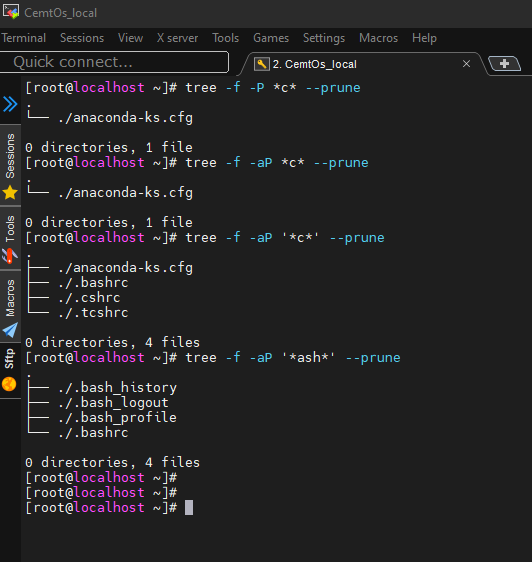 CemtOs_local
Terminal Sessions View X server Tools Games Settings Macros Help
Quick connect... 2. CemtOs_local
Sessions
Tools
Macros
Sftp
[root@localhost ~]# tree -f -P *c* --prune
.
└── ./anaconda-ks.cfg
0 directories, 1 file
[root@localhost ~]# tree -f -aP *c* --prune
.
└── ./anaconda-ks.cfg
0 directories, 1 file
[root@localhost ~]# tree -f -aP '*c*' --prune
.
├── ./anaconda-ks.cfg
├── ./.bashrc
├── ./.cshrc
└── ./.tcshrc
0 directories, 4 files
[root@localhost ~]# tree -f -aP '*ash*' --prune
.
├── ./.bash_history
├── ./.bash_logout
├── ./.bash_profile
└── ./.bashrc
0 directories, 4 files
[root@localhost ~]#
[root@localhost ~]#
[root@localhost ~]#